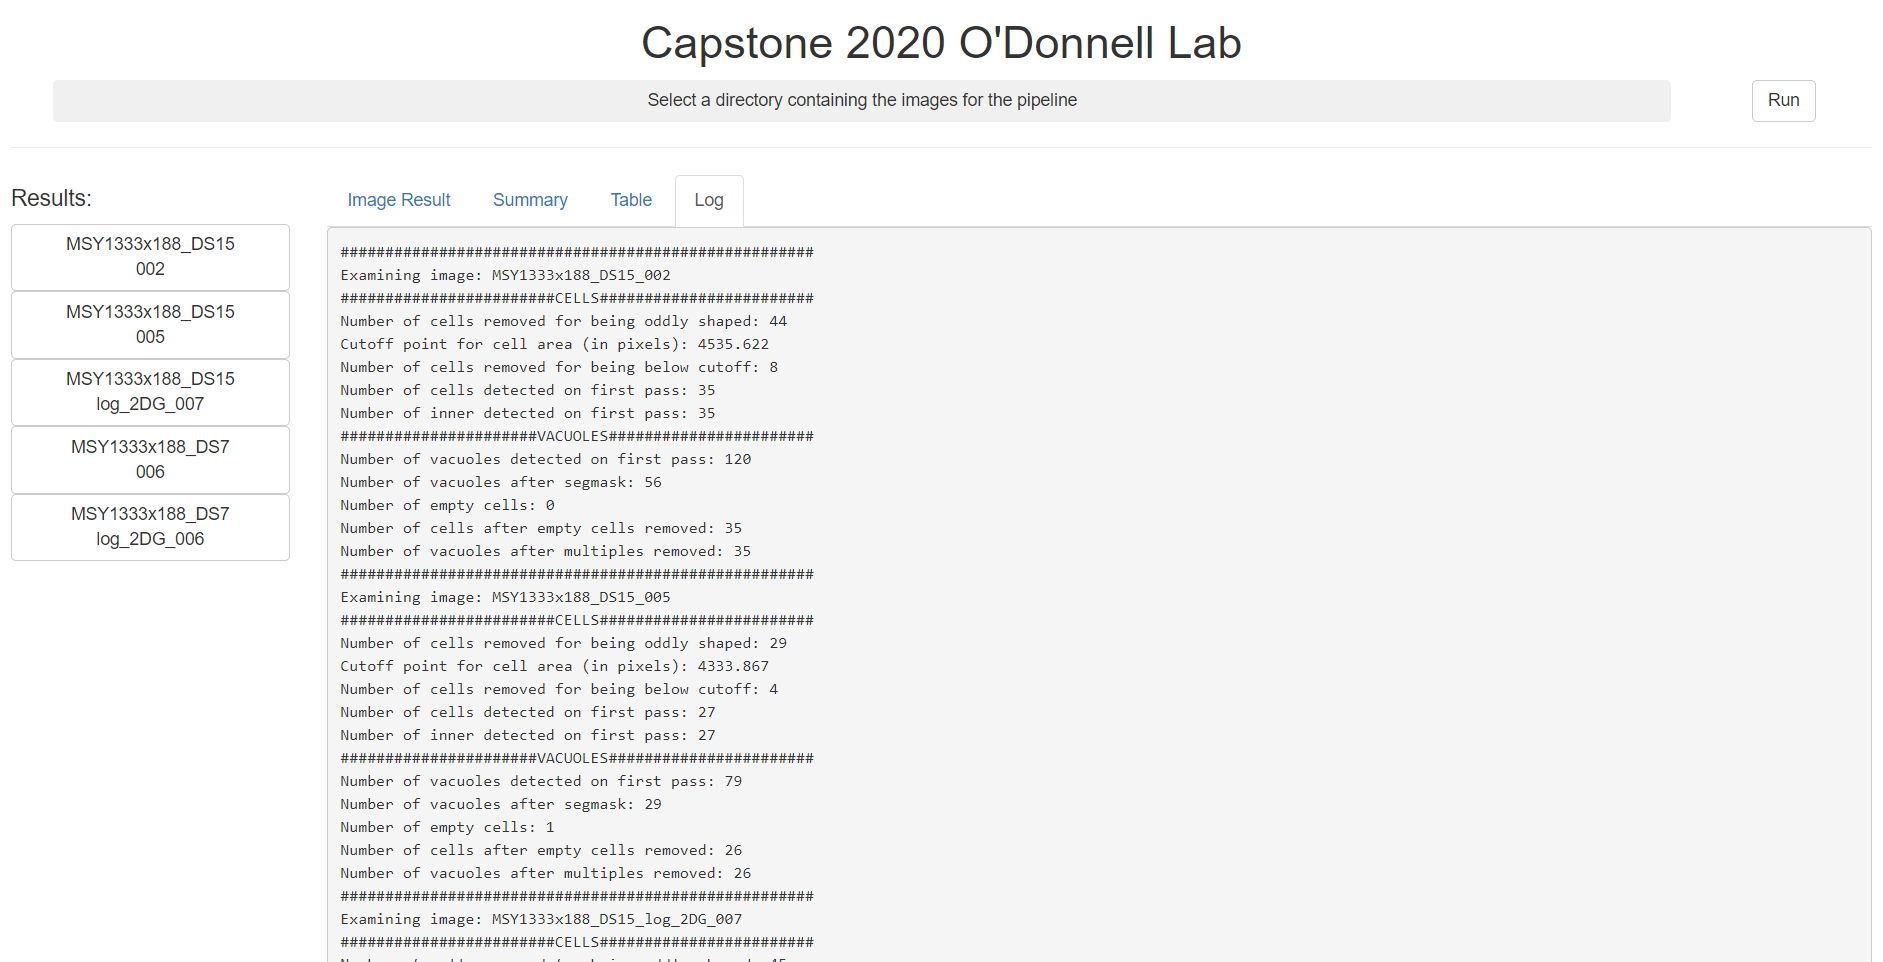 Capstone 2020 O'Donnell Lab
Select a directory containing the images for the pipeline
Run
Results:
MSY1333x188_DS15
002
MSY1333x188_DS15
005
MSY1333x188_DS15
log_2DG_007
MSY1333x188_DS7
006
MSY1333x188_DS7
log_2DG_006
Image Result
Summary
Table
Log
#####################################################
Examining image: MSY1333x188_DS15_002
########################CELLS########################
Number of cells removed for being oddly shaped: 44
Cutoff point for cell area (in pixels): 4535.622
Number of cells removed for being below cutoff: 8
Number of cells detected on first pass: 35
Number of inner detected on first pass: 35
######################VACUOLES#######################
Number of vacuoles detected on first pass: 120
Number of vacuoles after segmask: 56
Number of empty cells: 0
Number of cells after empty cells removed: 35
Number of vacuoles after multiples removed: 35
#####################################################
Examining image: MSY1333x188_DS15_005
########################CELLS########################
Number of cells removed for being oddly shaped: 29
Cutoff point for cell area (in pixels): 4333.867
Number of cells removed for being below cutoff: 4
Number of cells detected on first pass: 27
Number of inner detected on first pass: 27
######################VACUOLES#######################
Number of vacuoles detected on first pass: 79
Number of vacuoles after segmask: 29
Number of empty cells: 1
Number of cells after empty cells removed: 26
Number of vacuoles after multiples removed: 26
#####################################################
Examining image: MSY1333x188_DS15_log_2DG_007
########################CELLS########################